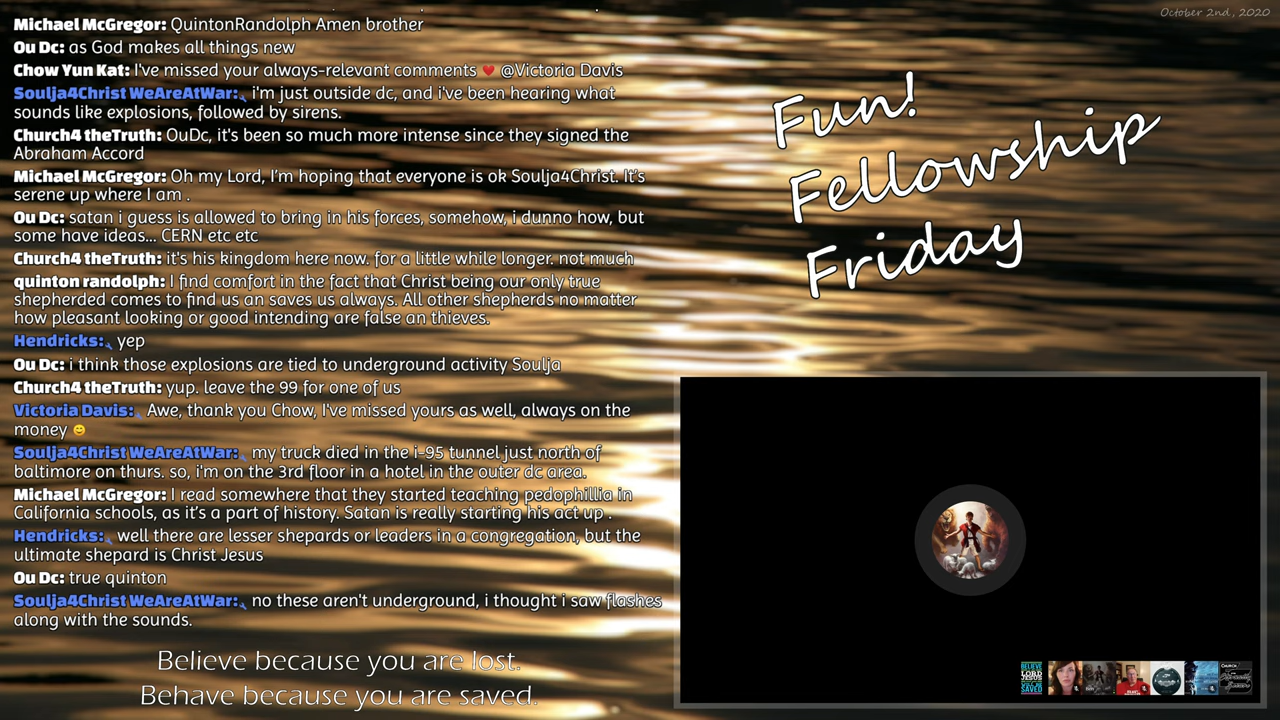 October 2nd, 2020
Michael McGregor: QuintonRandolph Amen brother
Ou Dc: as God makes all things new
Chow Yun Kat: I've missed your always-relevant comments ❤ @Victoria Davis
Soulja4Christ WeAreAtWar: i'm just outside dc, and i've been hearing what
sounds like explosions, followed by sirens.
Church4 theTruth: OuDc, it's been so much more intense since they signed the
Abraham Accord
Michael McGregor: Oh my Lord, I'm hoping that everyone is ok Soulja4Christ. It's
serene up where I am .
Ou Dc: satan i guess is allowed to bring in his forces, somehow, i dunno how, but
some have ideas... CERN etc etc
Church4 theTruth: it's his kingdom here now. for a little while longer. not much
quinton randolph: I find comfort in the fact that Christ being our only true
shepherded comes to find us an saves us always. All other shepherds no matter
how pleasant looking or good intending are false an thieves.
Hendricks: yep
Ou Dc: i think those explosions are tied to underground activity Soulja
Church4 theTruth: yup. leave the 99 for one of us
Victoria Davis: Awe, thank you Chow, I've missed yours as well, always on the
money 😊
Soulja4Christ WeAreAtWar: my truck died in the i-95 tunnel just north of
baltimore on thurs. so, i'm on the 3rd floor in a hotel in the outer dc area.
Michael McGregor: I read somewhere that they started teaching pedophillia in
California schools, as it's a part of history. Satan is really starting his act up .
Hendricks: well there are lesser shepards or leaders in a congregation, but the
ultimate shepard is Christ Jesus
Ou Dc: true quinton
Soulja4Christ WeAreAtWar: no these aren't underground, i thought i saw flashes
along with the sounds.
Believe because you are lost.
Behave because you are saved.
Fun!
Fellowship
Friday
BELIEVE
LORD
JESUS
SAVED
CHURCH